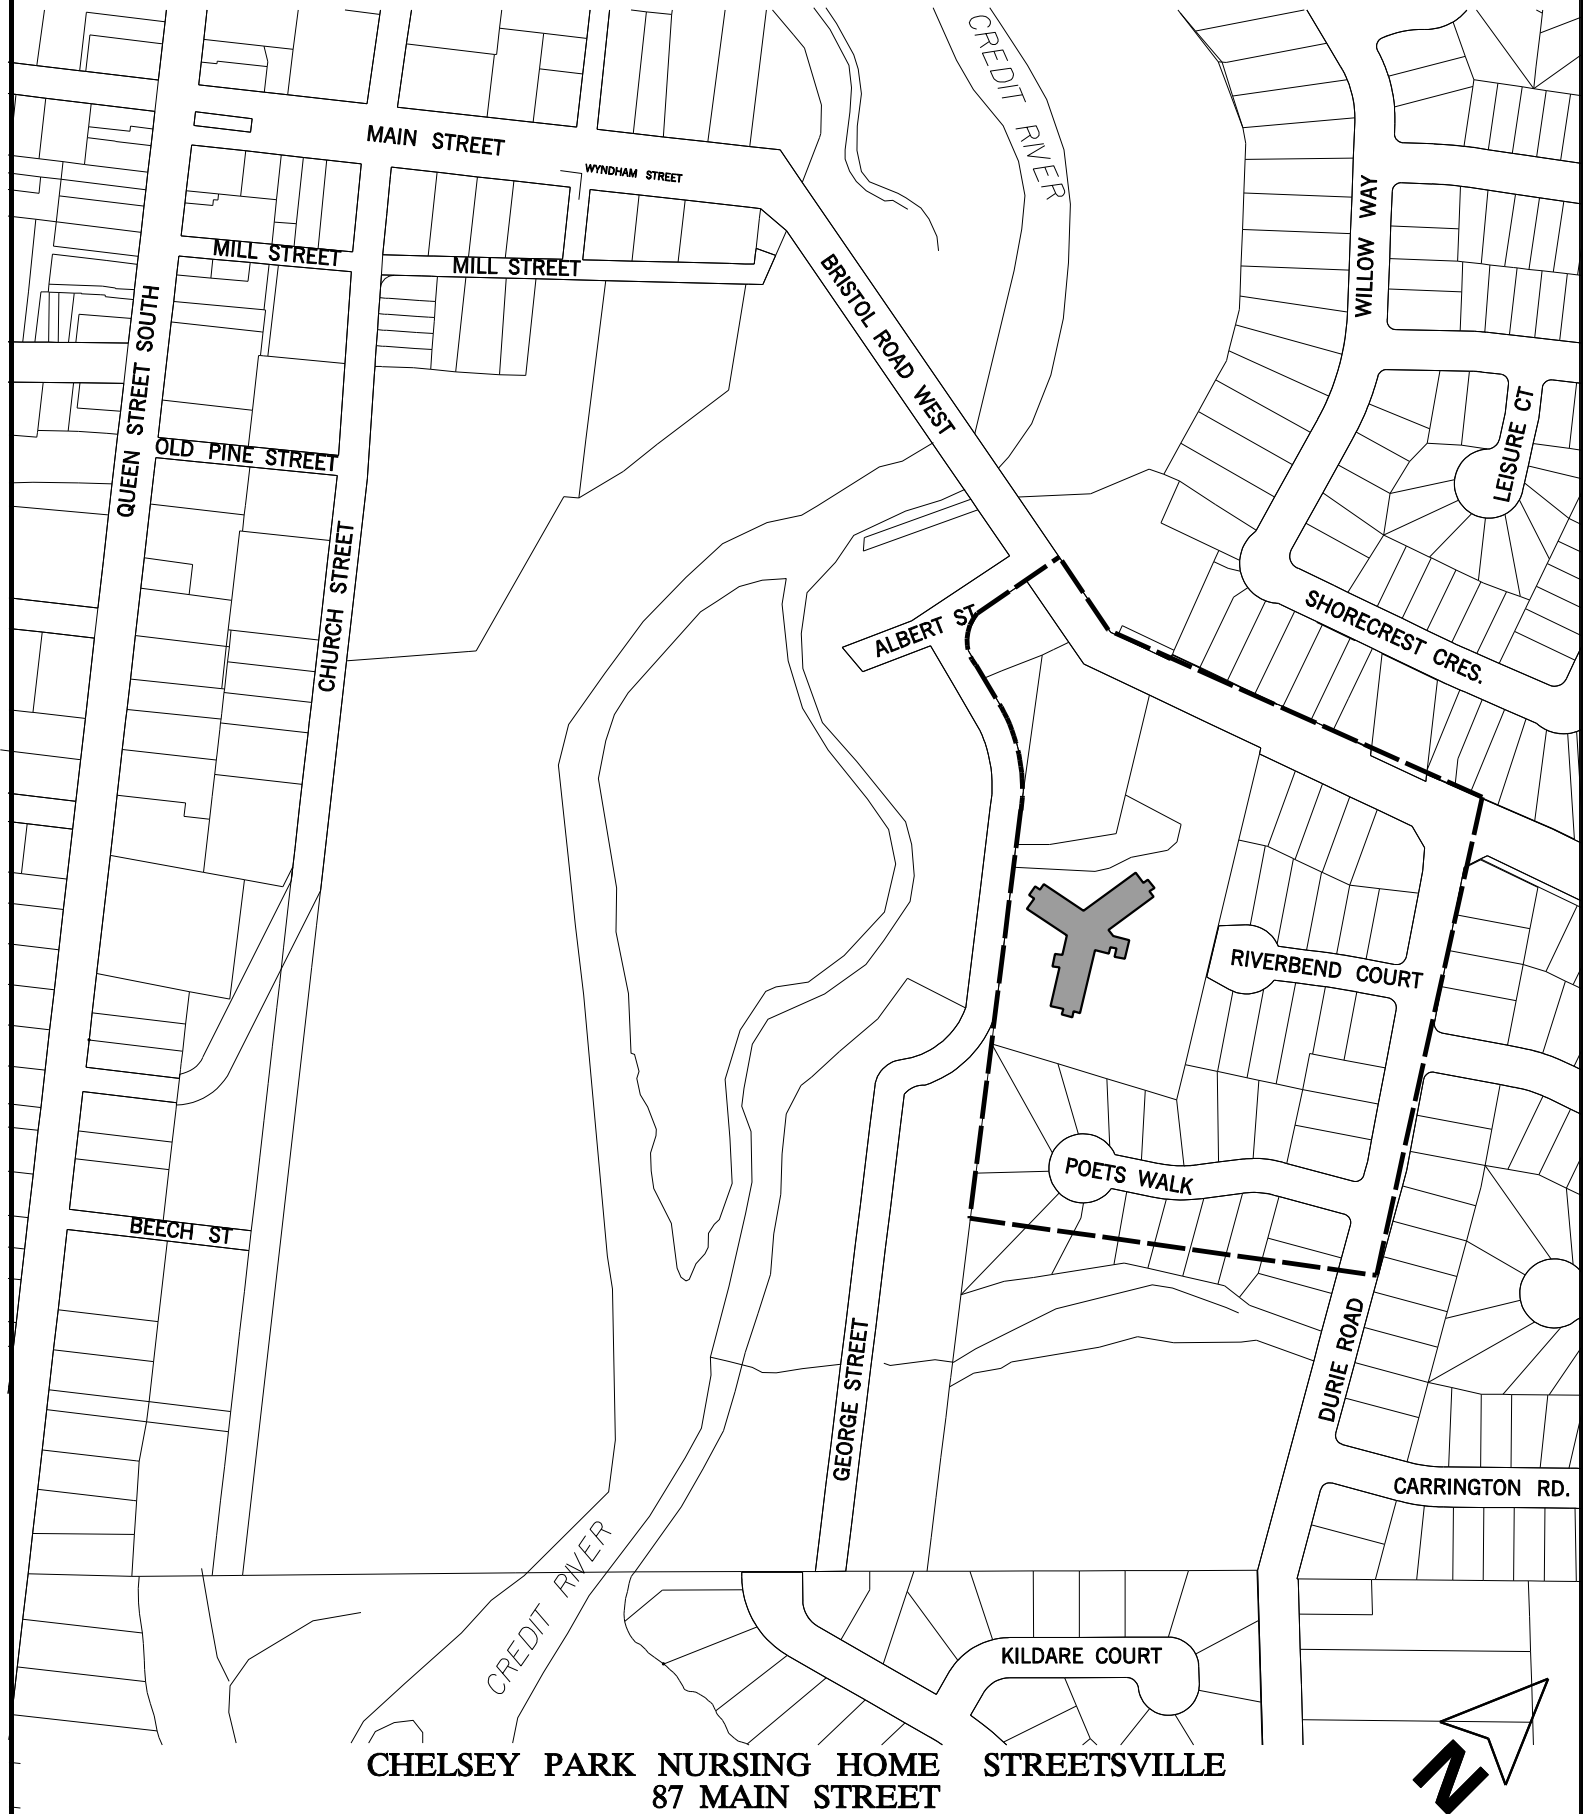 CREDIT RIVER
MAIN STREET
WYNDHAM STREET
WILLOW WAY
MILL STREET
MILL STREET
BRISTOL ROAD WEST
QUEEN STREET SOUTH
LEISURE CT
OLD PINE STREET
CHURCH STREET
SHORECREST CRES.
ALBERT ST.
RIVERBEND COURT
POETS WALK
BEECH ST
DURIE ROAD
GEORGE STREET
CARRINGTON RD.
CREDIT RIVER
KILDARE COURT
N
CHELSEY PARK NURSING HOME STREETSVILLE
87 MAIN STREET